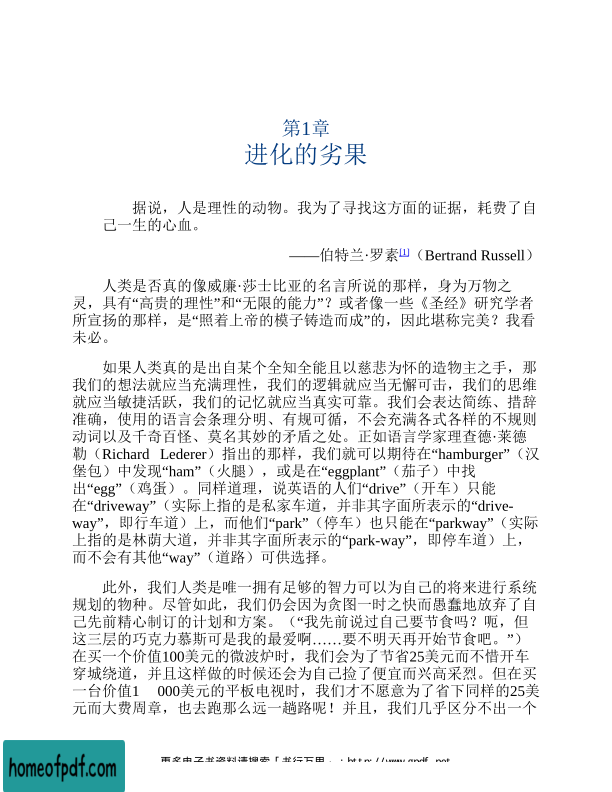 第1章
进化的劣果
据说，人是理性的动物。我为了寻找这方面的证据，耗费了自
己一生的心血。
——伯特兰·罗素[1]（Bertrand Russell）
人类是否真的像威廉·莎士比亚的名言所说的那样，身为万物之
灵，具有“高贵的理性”和“无限的能力”？或者像一些《圣经》研究学者
所宣扬的那样，是“照着上帝的模子铸造而成”的，因此堪称完美？我看
未必。
如果人类真的是出自某个全知全能且以慈悲为怀的造物主之手，那
我们的想法就应当充满理性，我们的逻辑就应当无懈可击，我们的思维
就应当敏捷活跃，我们的记忆就应当真实可靠。我们会表达简练、措辞
准确，使用的语言会条理分明、有规可循，不会充满各式各样的不规则
动词以及千奇百怪、莫名其妙的矛盾之处。正如语言学家理查德·莱德
勒（Richard Lederer）指出的那样，我们就可以期待在“hamburger”（汉
堡包）中发现“ham”（火腿），或是在“eggplant”（茄子）中找
出“egg”（鸡蛋）。同样道理，说英语的人们“drive”（开车）只能
在“driveway”（实际上指的是私家车道，并非其字面所表示的“drive-
way”，即行车道）上，而他们“park”（停车）也只能在“parkway”（实际
上指的是林荫大道，并非其字面所表示的“park-way”，即停车道）上，
而不会有其他“way”（道路）可供选择。
此外，我们人类是唯一拥有足够的智力可以为自己的将来进行系统
规划的物种。尽管如此，我们仍会因为贪图一时之快而愚蠢地放弃了自
己先前精心制订的计划和方案。（“我先前说过自己要节食吗？呃，但
这三层的巧克力慕斯可是我的最爱啊……要不明天再开始节食吧。”）
在买一个价值100美元的微波炉时，我们会为了节省25美元而不惜开车
穿城绕道，并且这样做的时候还会为自己捡了便宜而兴高采烈。但在买
一台价值1 000美元的平板电视时，我们才不愿意为了省下同样的25美
元而大费周章，也去跑那么远一趟路呢！并且，我们几乎区分不出一个
homeofpdf.com